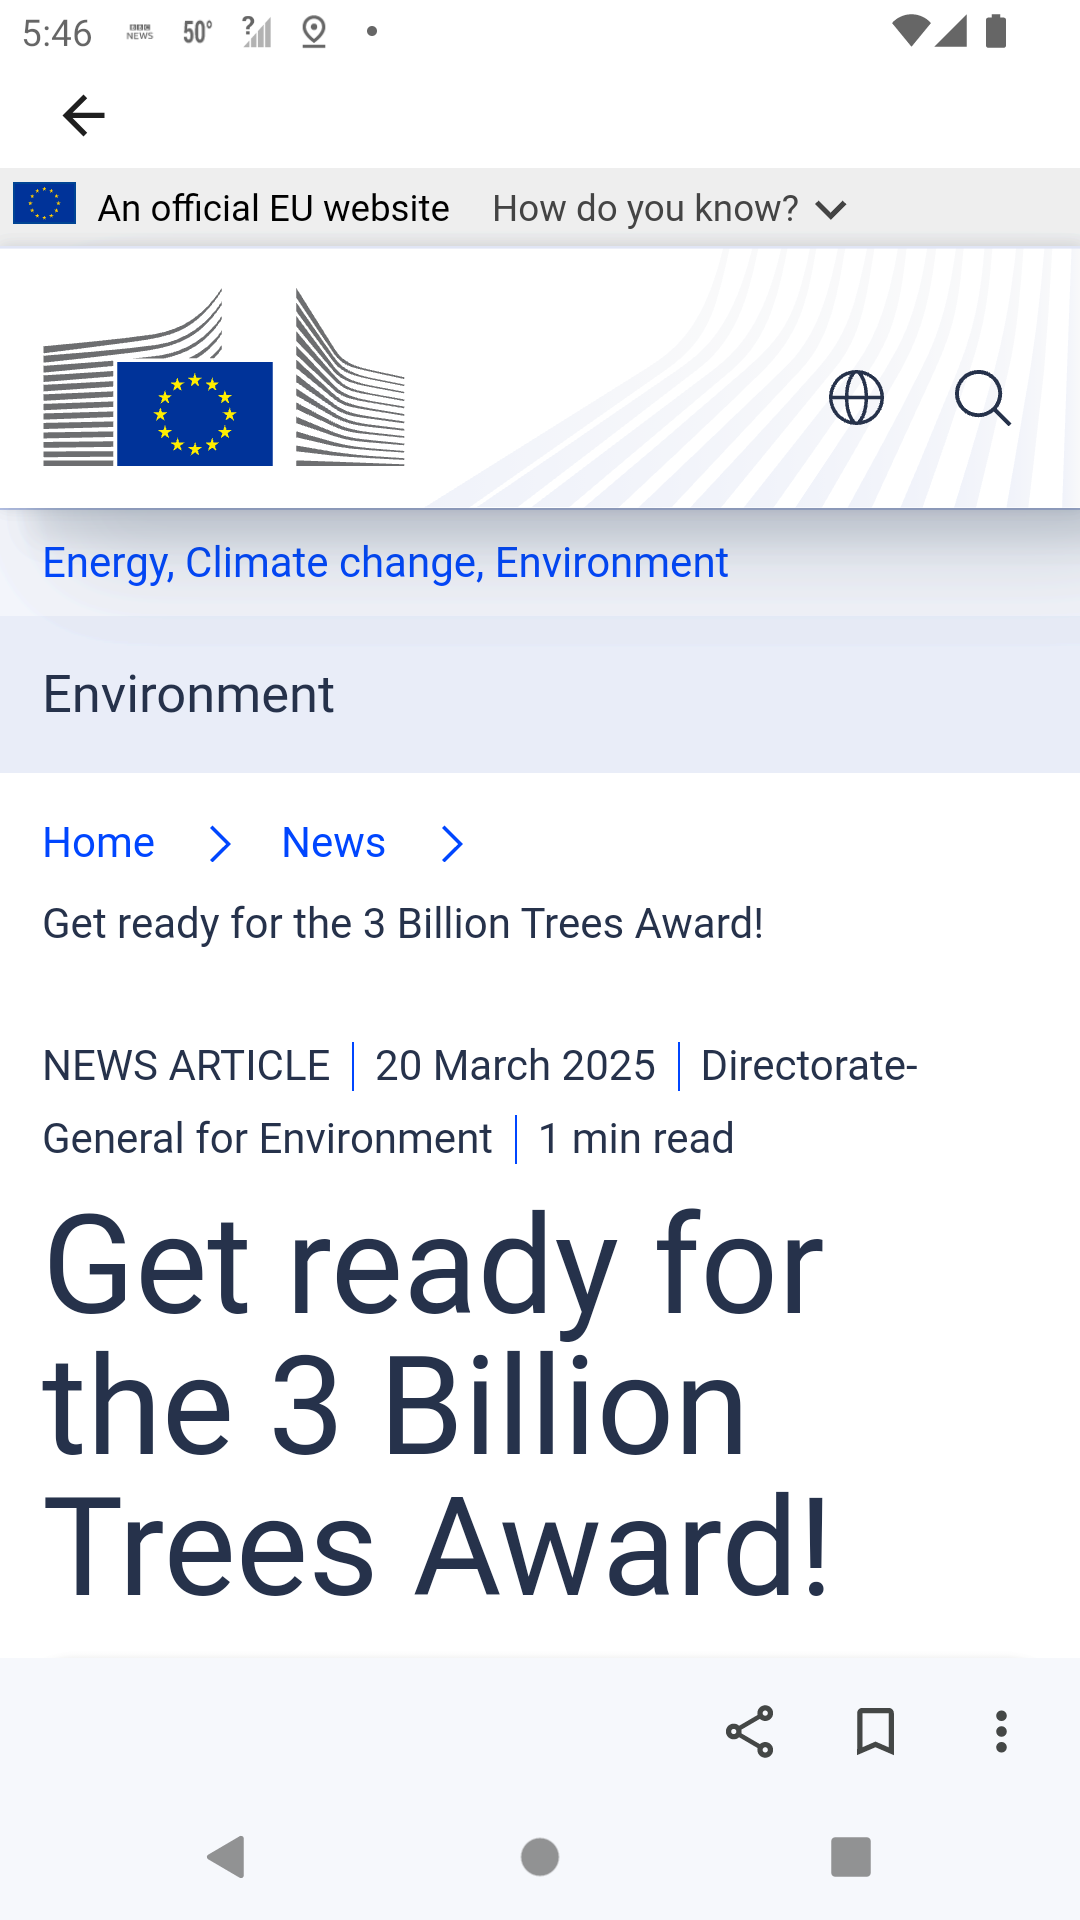 5:46 BBC NEWS 50° ?
An official EU website How do you know?
Energy, Climate change, Environment
Environment
Home News
Get ready for the 3 Billion Trees Award!
NEWS ARTICLE 20 March 2025 Directorate-
General for Environment 1 min read
Get ready for
the 3 Billion
Trees Award!